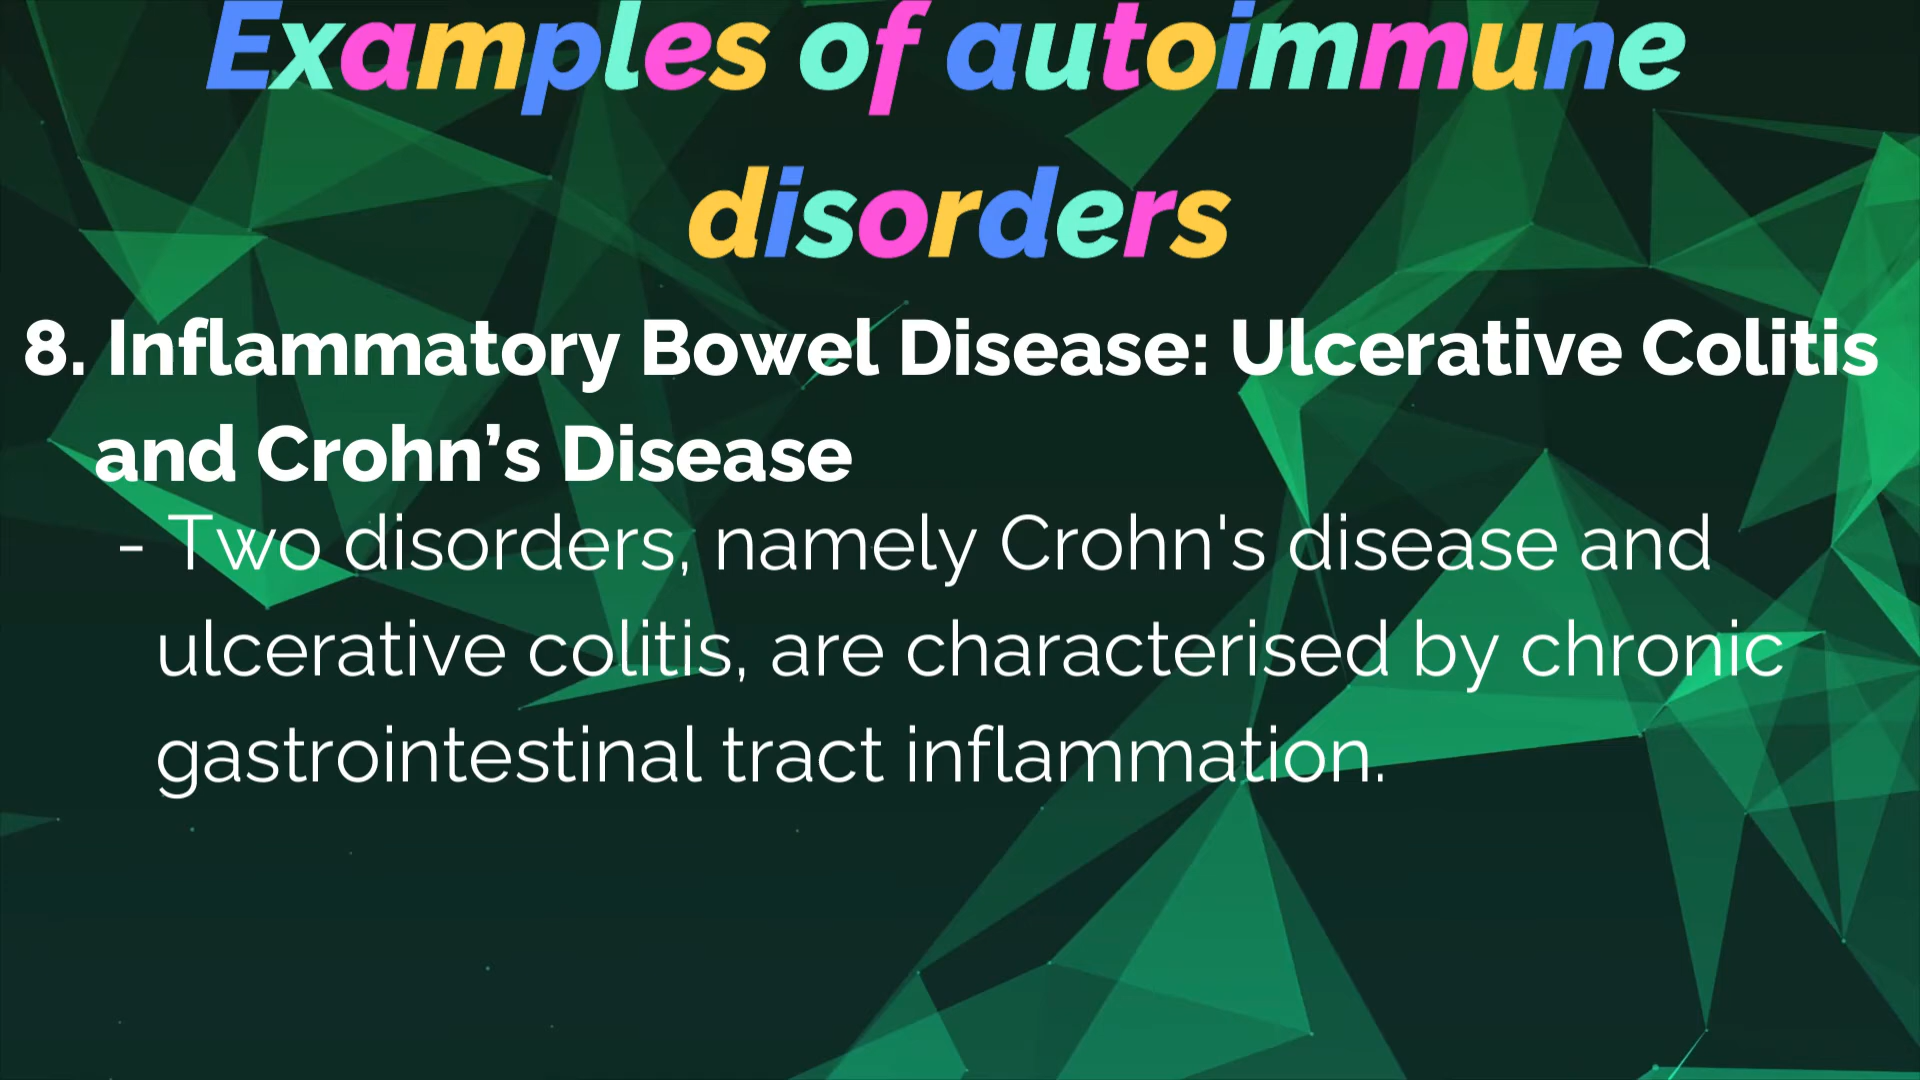 Examples of autoimmune
disorders
8. Inflammatory Bowel Disease: Ulcerative Colitis
and Crohn’s Disease
- Two disorders, namely Crohn's disease and
ulcerative colitis, are characterised by chronic
gastrointestinal tract inflammation.